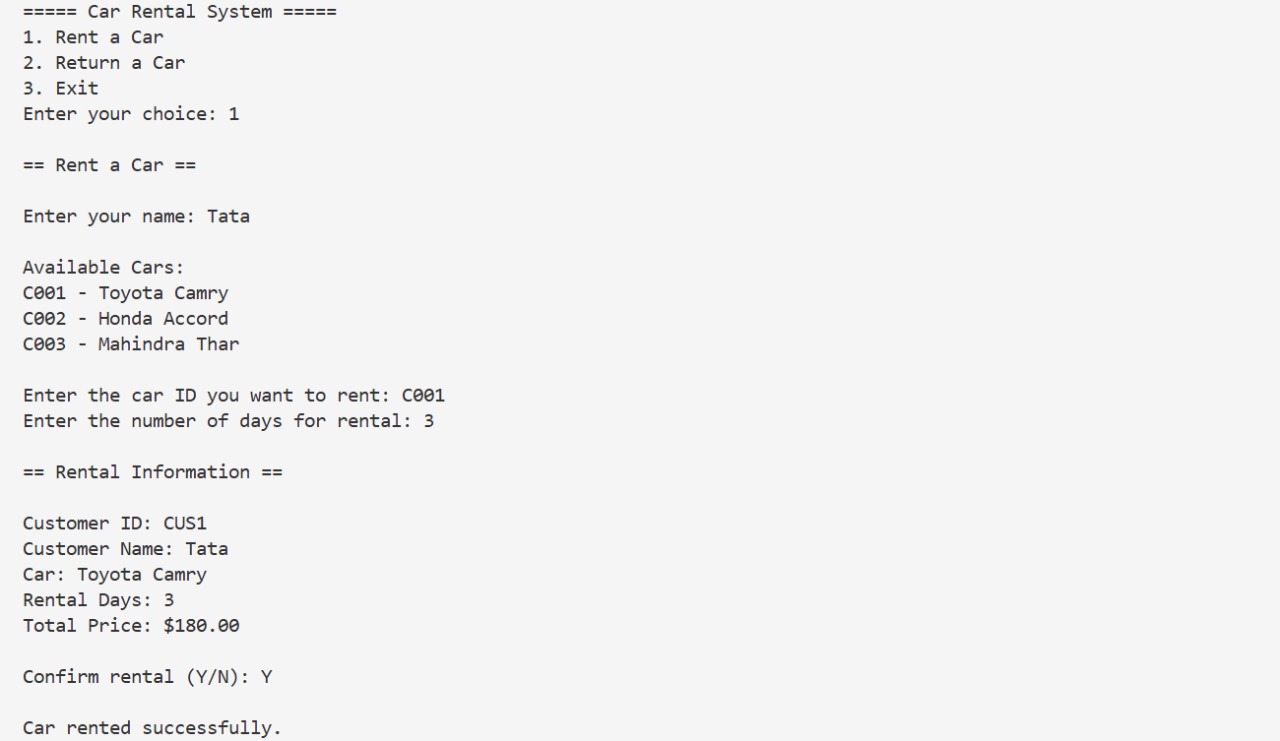 ===== Car Rental System =====
1. Rent a Car
2. Return a Car
3. Exit
Enter your choice: 1
== Rent a Car ==
Enter your name: Tata
Available Cars:
C001 - Toyota Camry
C002 - Honda Accord
C003 - Mahindra Thar
Enter the car ID you want to rent: C001
Enter the number of days for rental: 3
== Rental Information ==
Customer ID: CUS1
Customer Name: Tata
Car: Toyota Camry
Rental Days: 3
Total Price: $180.00
Confirm rental (Y/N): Y
Car rented successfully.